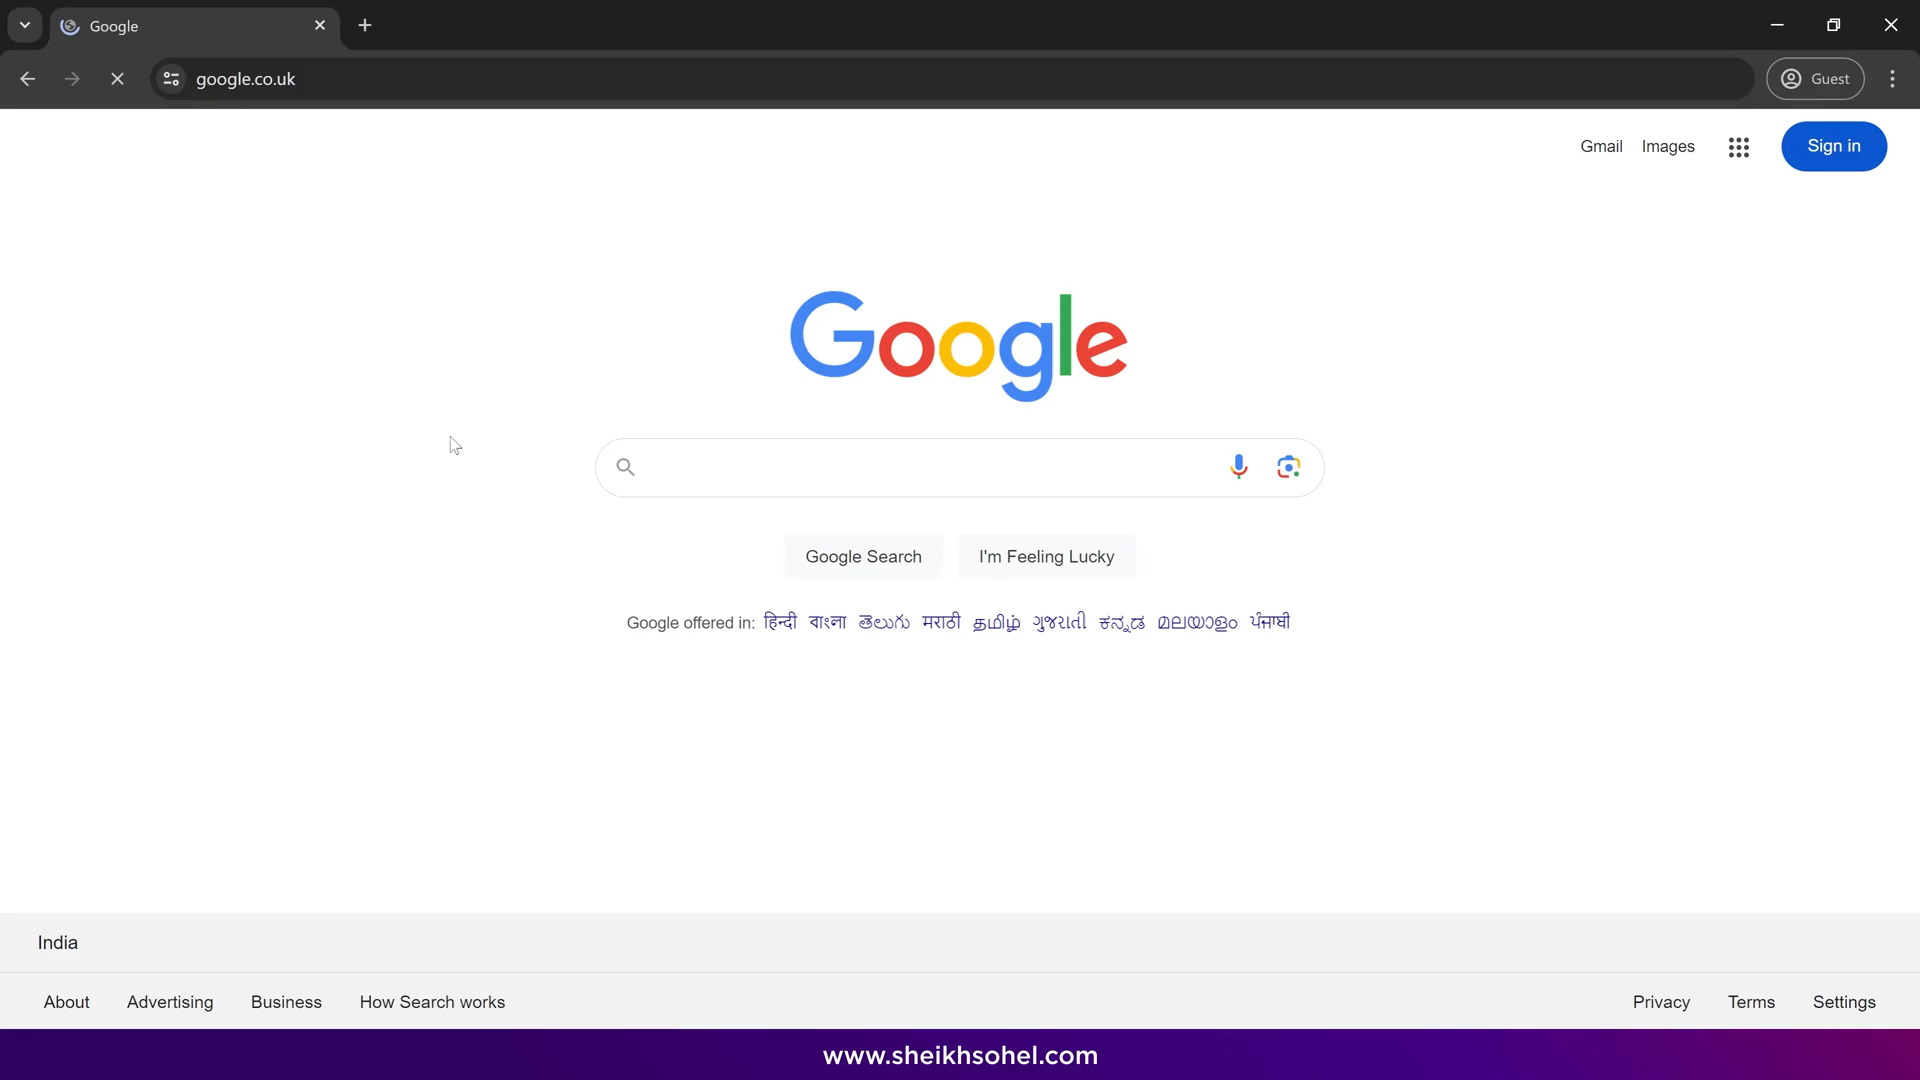 Google
google.co.uk
Guest
Gmail Images Sign in
Google
Google Search I'm Feeling Lucky
Google offered in: हिन्दी বাংলা తెలుగు मराठी தமிழ் ગુજરાતી ಕನ್ನಡ മലയാളം ਪੰਜਾਬੀ
India
About Advertising Business How Search works Privacy Terms Settings
www.sheikhsohel.com